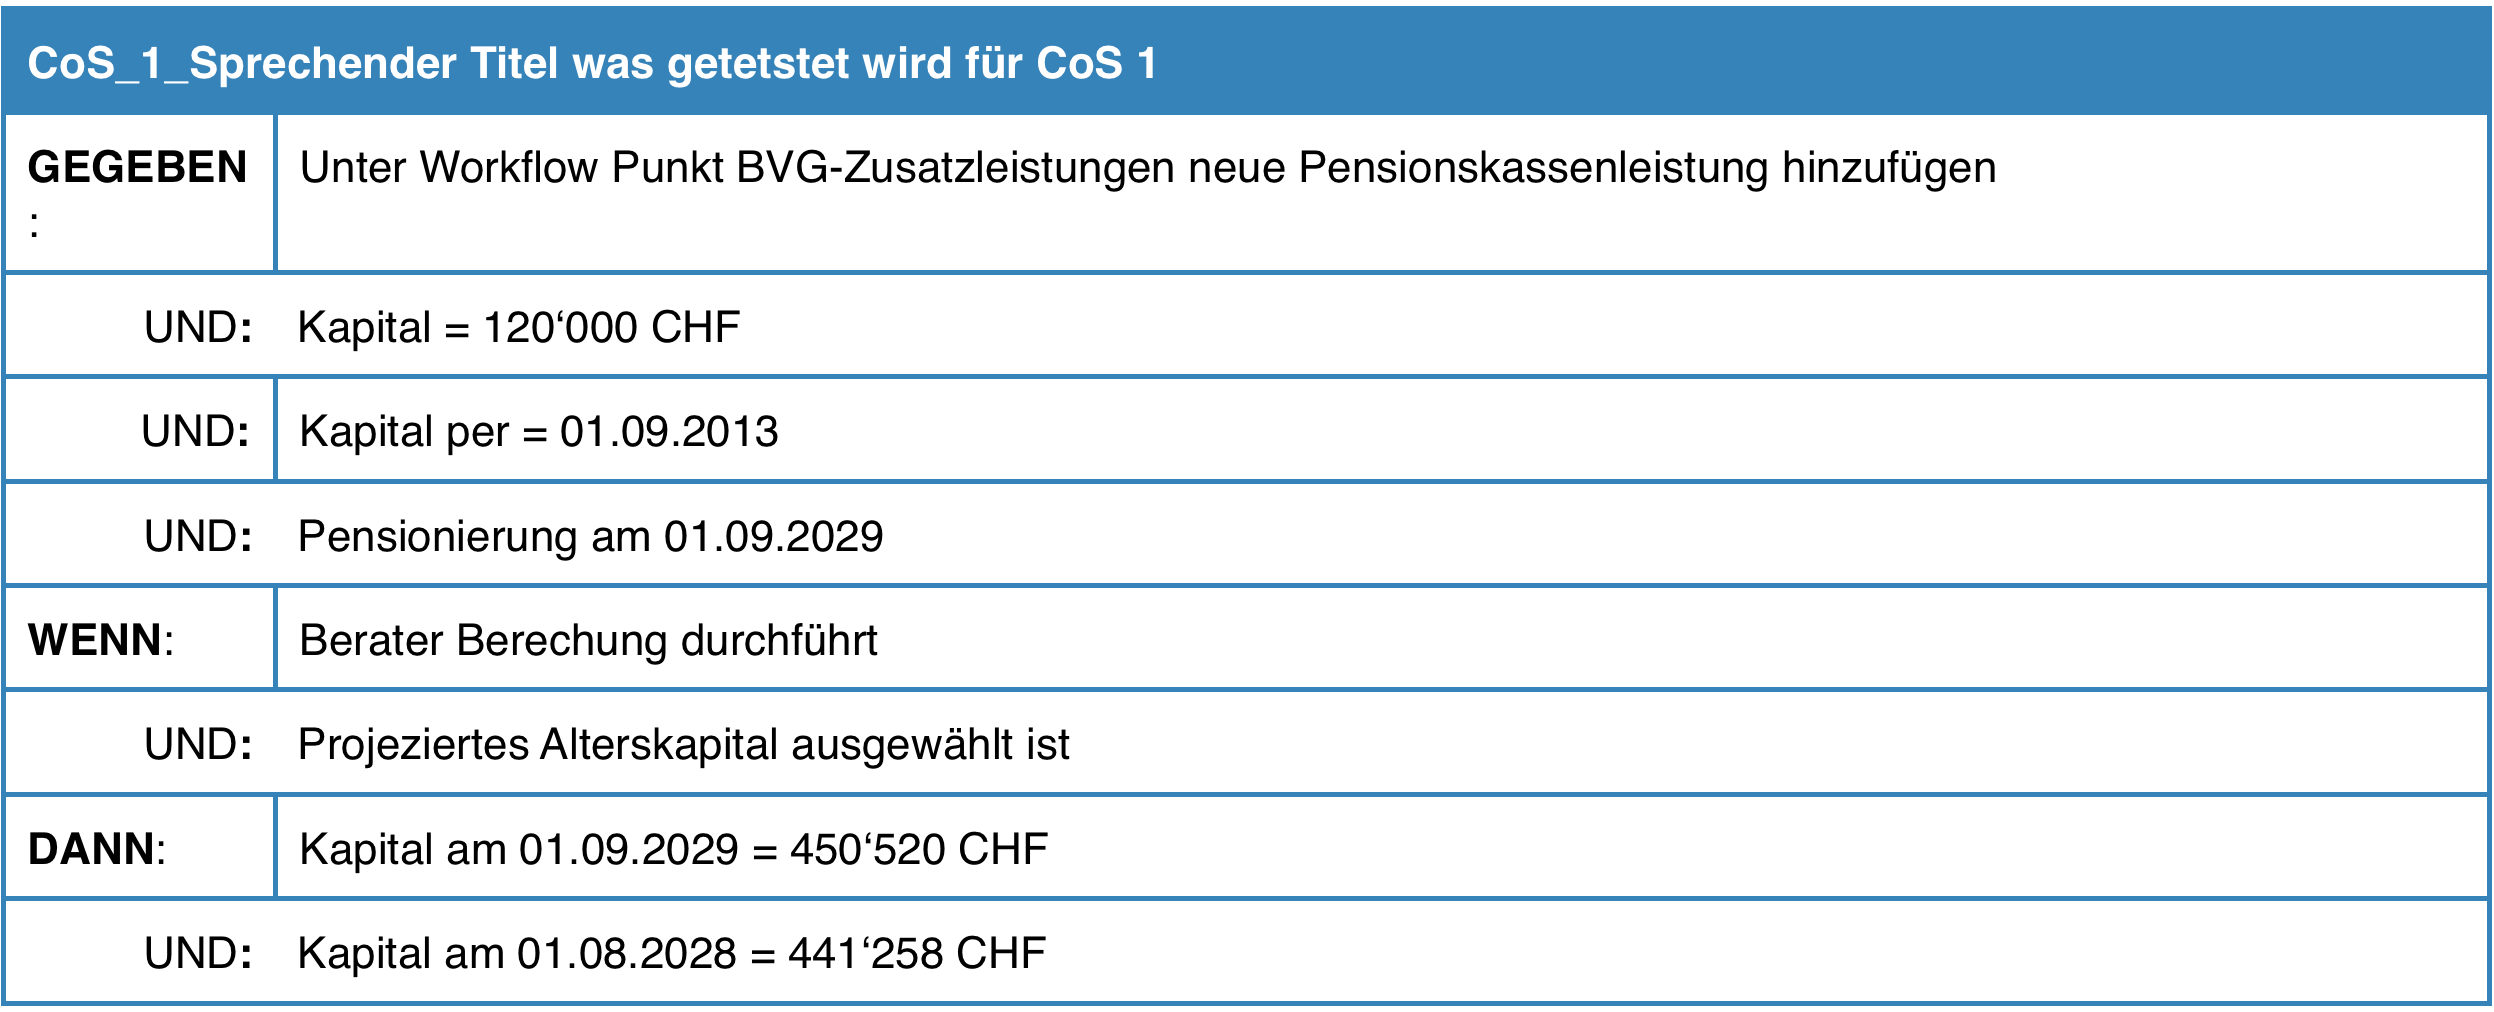 CoS_1_Sprechender Titel was getetstet wird für CoS 1
GEGEBEN Unter Workflow Punkt BVG-Zusatzleistungen neue Pensionskassenleistung hinzufügen
:
UND: Kapital = 120‘000 CHF
UND: Kapital per = 01.09.2013
UND: Pensionierung am 01.09.2029
WENN: Berater Berechung durchführt
UND: Projeziertes Alterskapital ausgewählt ist
DANN: Kapital am 01.09.2029 = 450‘520 CHF
UND: Kapital am 01.08.2028 = 441‘258 CHF